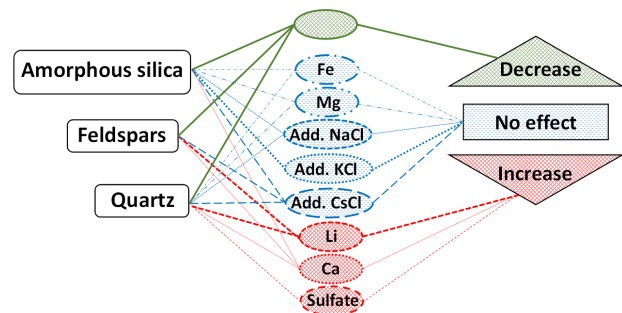 Amorphous silica
Feldspars
Quartz
Fe
Mg
Add. NaCl
Add. KCl
Add. CsCl
Li
Ca
Sulfate
Decrease
No effect
Increase